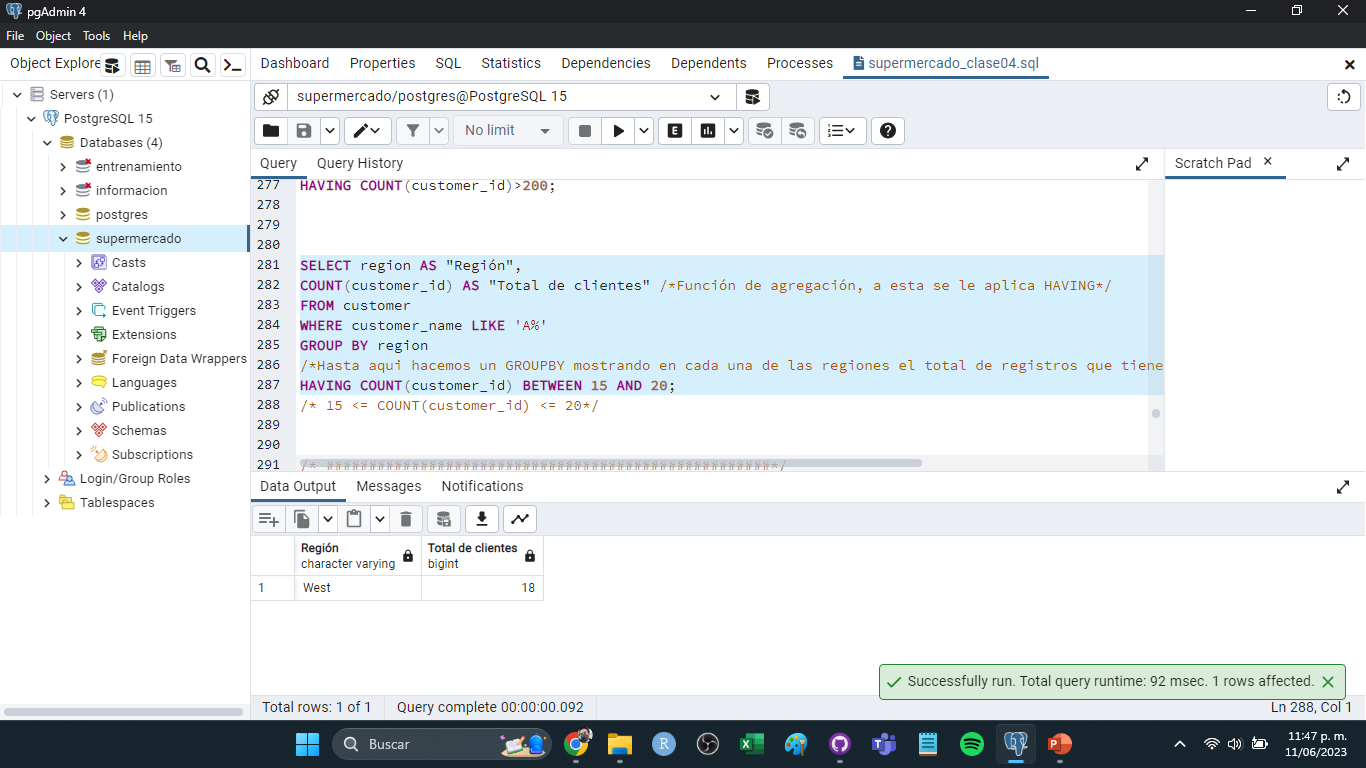 pgAdmin 4
File Object Tools Help
Object Explore
Dashboard Properties SQL Statistics Dependencies Dependents Processes supermercado_clase04.sql
Servers (1)
PostgreSQL 15
Databases (4)
entrenamiento
informacion
postgres
supermercado
Casts
Catalogs
Event Triggers
Extensions
Foreign Data Wrappers
Languages
Publications
Schemas
Subscriptions
Login/Group Roles
Tablespaces
supermercado/postgres@PostgreSQL 15
No limit
E
Query Query History
Scratch Pad
277 HAVING COUNT(customer_id)>200;
278
279
280
281 SELECT region AS "Región",
282 COUNT(customer_id) AS "Total de clientes" /*Función de agregación, a esta se le aplica HAVING*/
283 FROM customer
284 WHERE customer_name LIKE 'A%'
285 GROUP BY region
286 /*Hasta aqui hacemos un GROUPBY mostrando en cada una de las regiones el total de registros que tiene
287 HAVING COUNT(customer_id) BETWEEN 15 AND 20;
288 /* 15 <= COUNT(customer_id) <= 20*/
289
290
291
Data Output Messages Notifications
Región Total de clientes
character varying bigint
1 West 18
Successfully run. Total query runtime: 92 msec. 1 rows affected.
Total rows: 1 of 1 Query complete 00:00:00.092 Ln 288, Col 1
Buscar
R
P
11:47 p. m.
11/06/2023